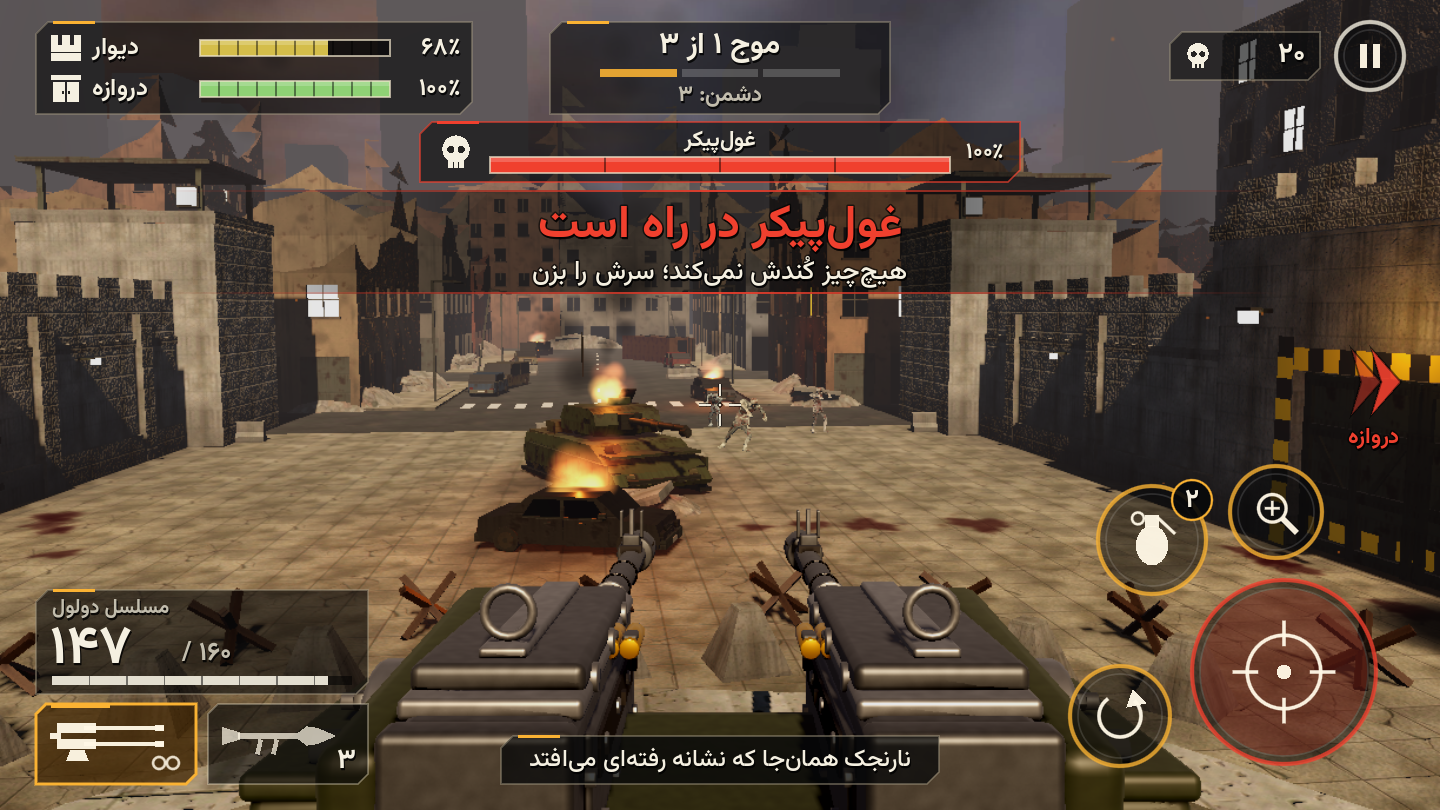 دیوار ۶۸٪
دروازه ۱۰۰٪
موج ۱ از ۳
دشمن: ۳
۲۰
غول‌پیکر
۱۰۰٪
غول‌پیکر در راه است
هیچ‌چیز کُندش نمی‌کند؛ سرش را بزن
دروازه
۲
مسلسل دولول
۱۴۷ / ۱۶۰
∞
۳
نارنجک همان‌جا که نشانه رفته‌ای می‌افتد